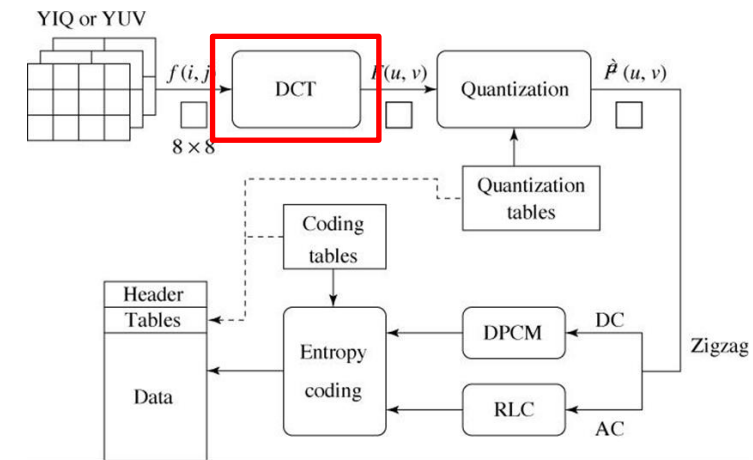 YIQ or YUV
f(i, j)
DCT
F(u, v)
Quantization
F̂ (u, v)
8 × 8
Quantization
tables
Coding
tables
Header
Tables
Data
Entropy
coding
DPCM
DC
RLC
AC
Zigzag